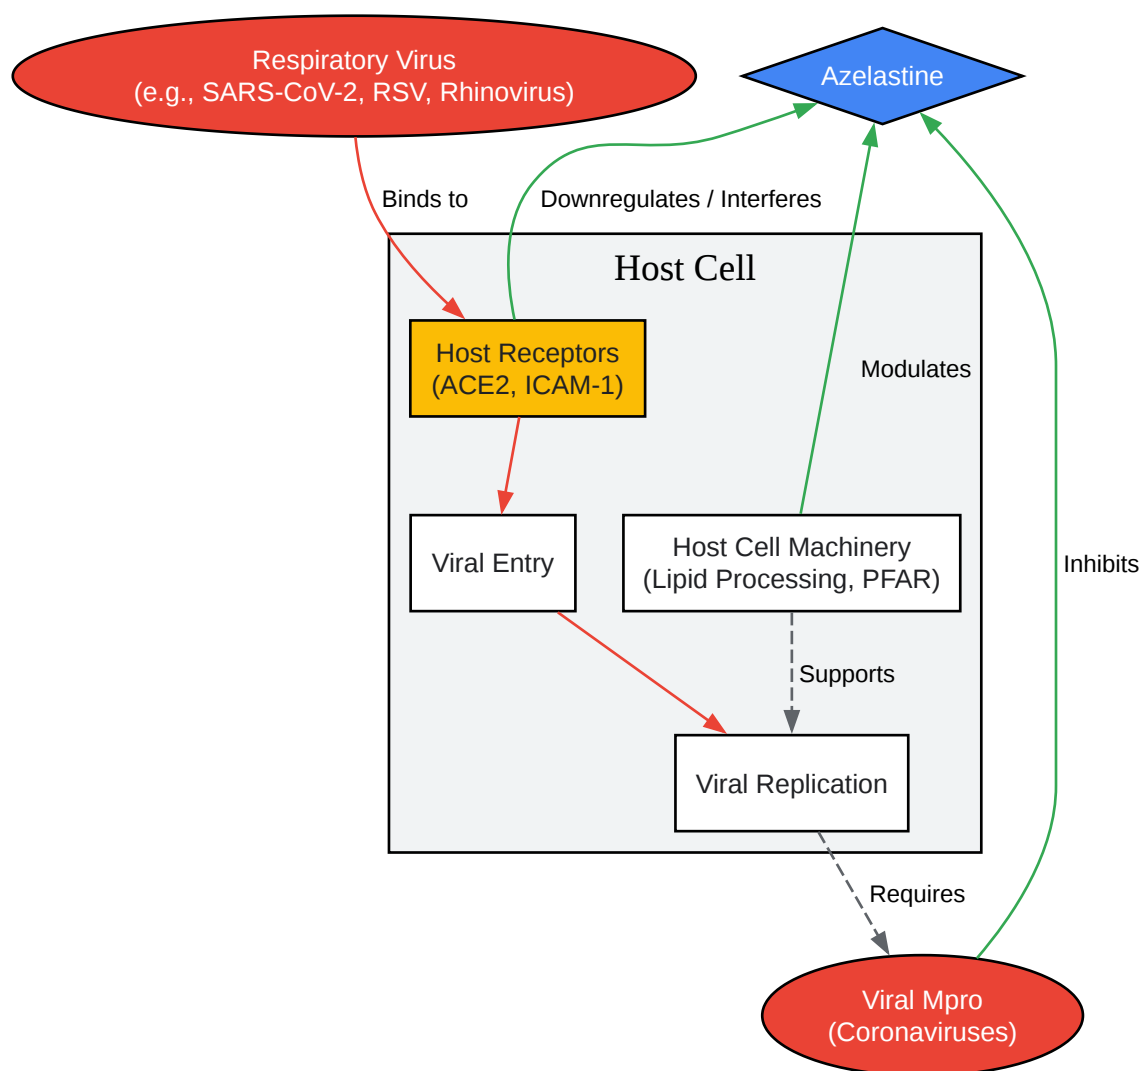 Respiratory Virus
(e.g., SARS-CoV-2, RSV, Rhinovirus)
Azelastine
Binds to
Downregulates / Interferes
Host Cell
Host Receptors
(ACE2, ICAM-1)
Modulates
Viral Entry
Host Cell Machinery
(Lipid Processing, PFAR)
Inhibits
Supports
Viral Replication
Requires
Viral Mpro
(Coronaviruses)